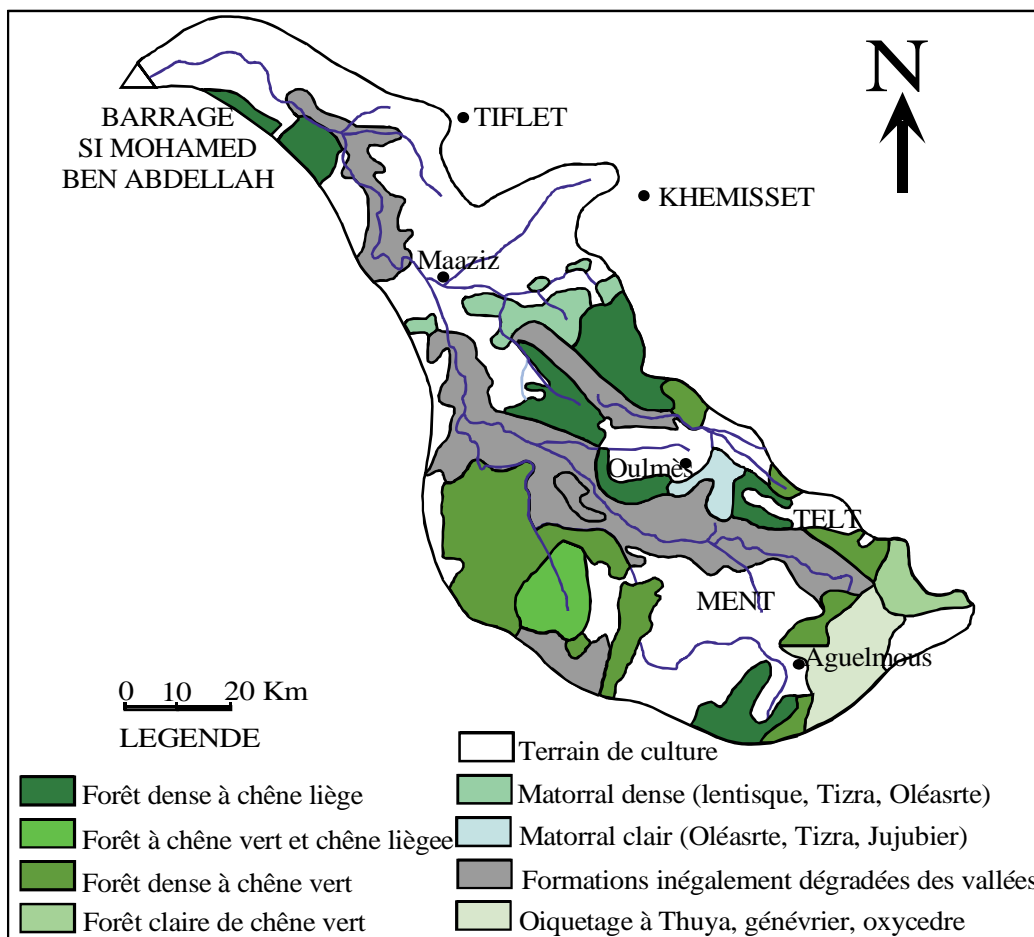 N
BARRAGE
SI MOHAMED
BEN ABDELLAH
TIFLET
KHEMISSET
Maaziz
Oulmès
TELT
MENT
Aguelmous
0 10 20 Km
LEGENDE
Forêt dense à chêne liège
Forêt à chêne vert et chêne liègee
Forêt dense à chêne vert
Forêt claire de chêne vert
Terrain de culture
Matorral dense (lentisque, Tizra, Oléasrte)
Matorral clair (Oléasrte, Tizra, Jujubier)
Formations inégalement dégradées des vallées
Oiquetage à Thuya, génévrier, oxycedre